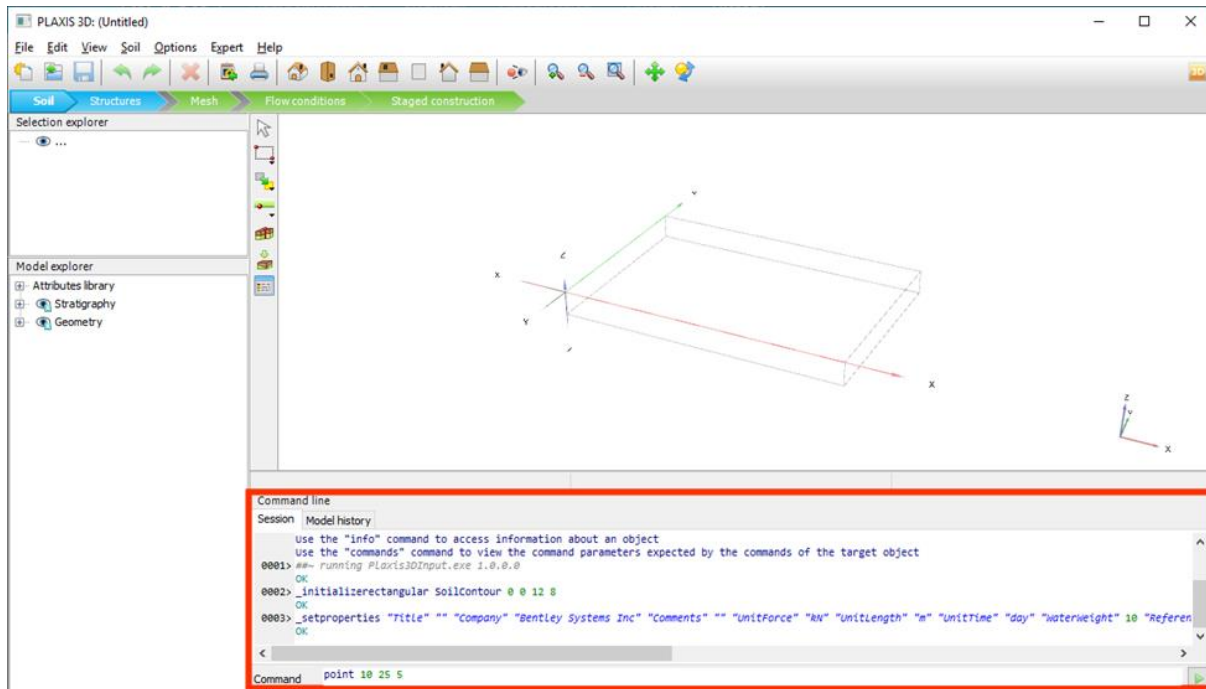 PLAXIS 3D: (Untitled)
File Edit View Soil Options Expert Help
3D
Soil Structures Mesh Flow conditions Staged construction
Selection explorer
...
Model explorer
Attributes library
Stratigraphy
Geometry
Y
Z
X
Y
X
Z
Y
X
Command line
Session Model history
Use the "info" command to access information about an object
Use the "commands" command to view the command parameters expected by the commands of the target object
0001> ##~ running PLaxis3DInput.exe 1.0.0.0
OK
0002> _initializerectangular SoilContour 0 0 12 8
OK
0003> _setproperties "Title" "" "Company" "Bentley Systems Inc" "Comments" "" "UnitForce" "kN" "UnitLength" "m" "UnitTime" "day" "WaterWeight" 10 "Referen
OK
Command point 10 25 5